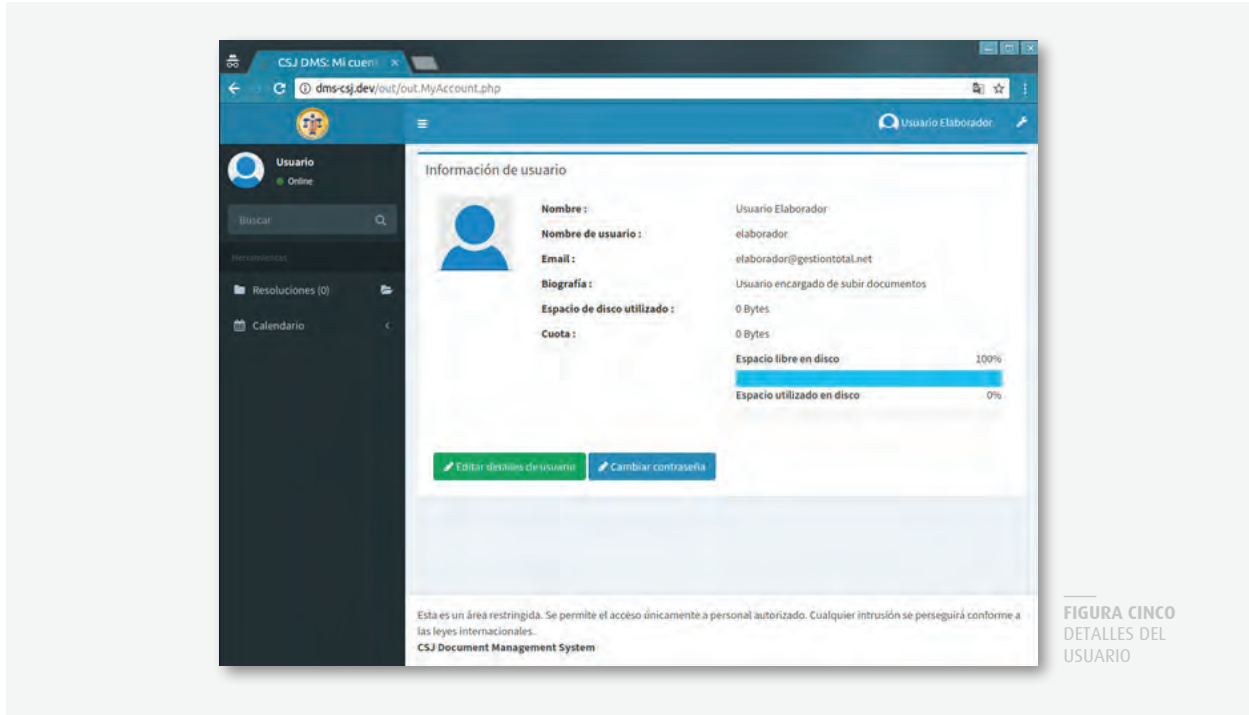 CSJ DMS: Mi cuent ×
dms-csj.dev/out/out.MyAccount.php
Usuario Elaborador
Usuario
Online
Buscar
Herramientas
Resoluciones (0)
Calendario
Información de usuario
Nombre : Usuario Elaborador
Nombre de usuario : elaborador
Email : elaborador@gestiontotal.net
Biografía : Usuario encargado de subir documentos
Espacio de disco utilizado : 0 Bytes
Cuota : 0 Bytes
Espacio libre en disco 100%
Espacio utilizado en disco 0%
Editar detalles de usuario Cambiar contraseña
Esta es un área restringida. Se permite el acceso únicamente a personal autorizado. Cualquier intrusión se perseguirá conforme a
las leyes internacionales.
CSJ Document Management System
FIGURA CINCO
DETALLES DEL
USUARIO